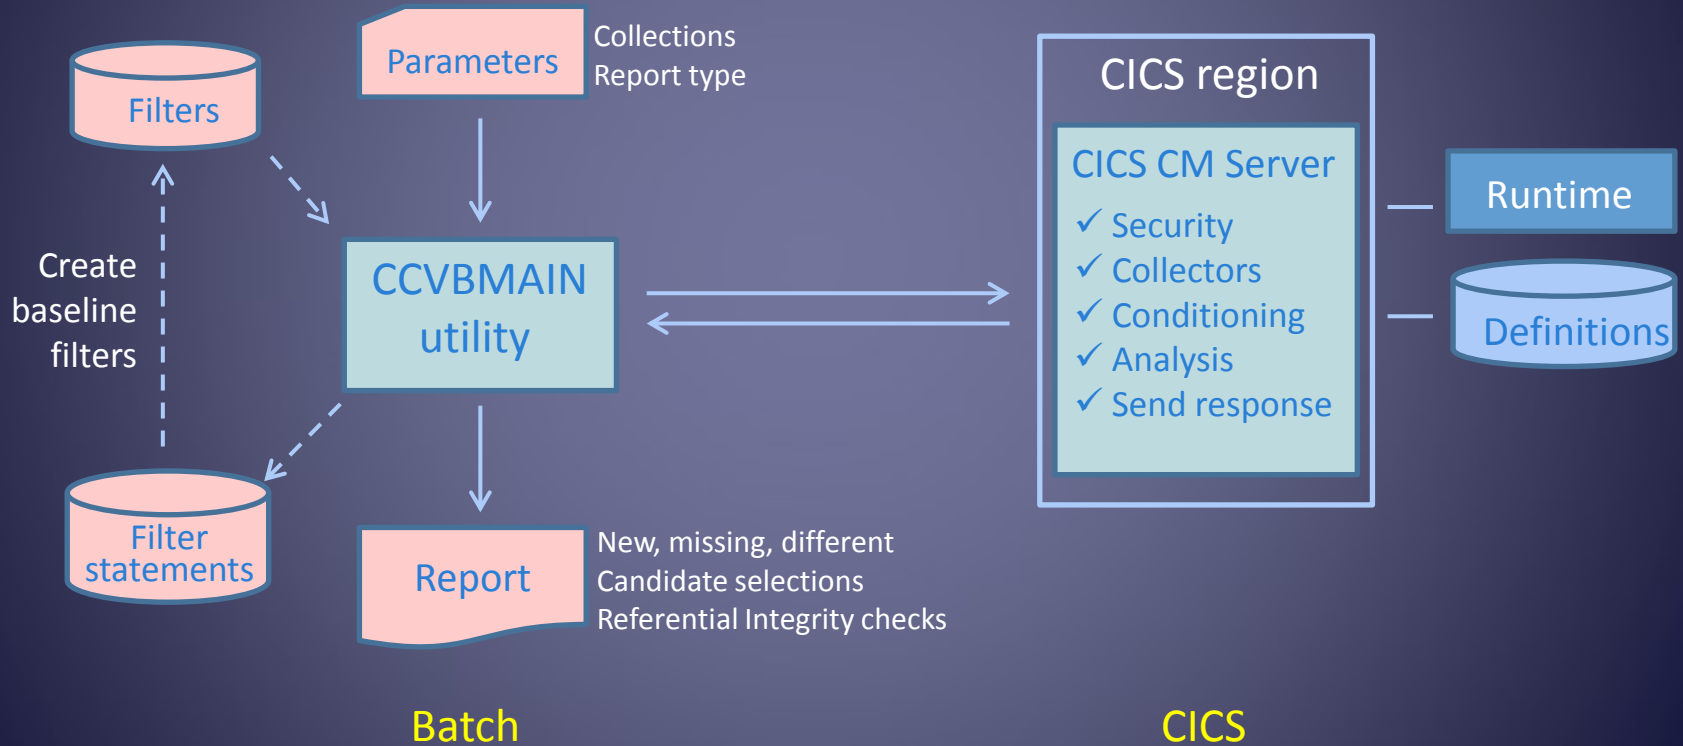 Parameters
Collections
Report type
Filters
Create
baseline
filters
CCVBMAIN
utility
Filter
statements
Report
New, missing, different
Candidate selections
Referential Integrity checks
Batch
CICS region
CICS CM Server
✓ Security
✓ Collectors
✓ Conditioning
✓ Analysis
✓ Send response
Runtime
Definitions
CICS